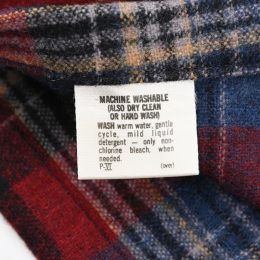 MACHINE WASHABLE
(ALSO DRY CLEAN
OR HAND WASH)
WASH warm water, gentle
cycle, mild liquid
detergent — only non-
chlorine bleach, when
needed.
P-VI (over)